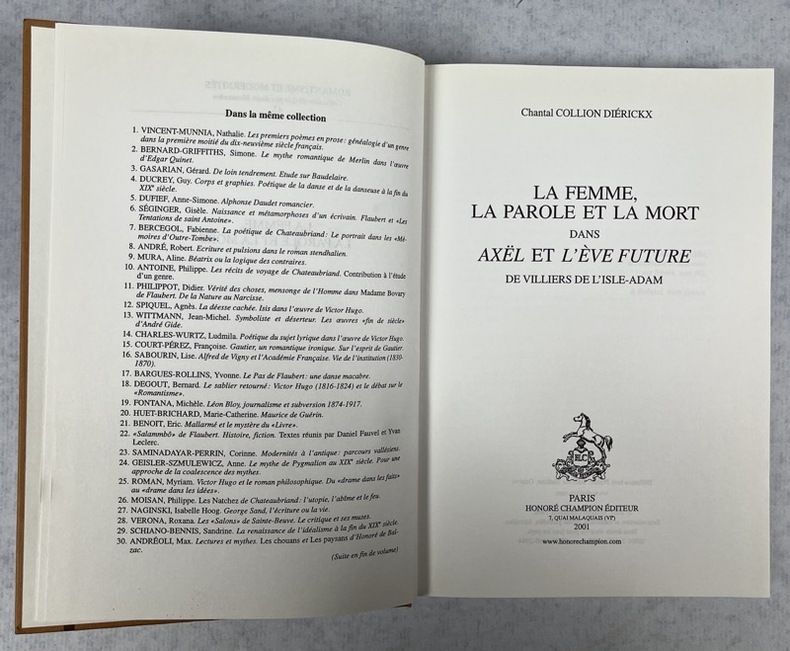 Dans la même collection
1. VINCENT-MUNNIA, Nathalie. Les premiers poèmes en prose : généalogie d'un genre
dans la première moitié du dix-neuvième siècle français.
2. BERNARD-GRIFFITHS, Simone. Le mythe romantique de Merlin dans l'œuvre
d'Edgar Quinet.
3. GASARIAN, Gérard. De loin tendrement. Etude sur Baudelaire.
4. DUCREY, Guy. Corps et graphies. Poétique de la danse et de la danseuse à la fin du
XIXe siècle.
5. DUFIEF, Anne-Simone. Alphonse Daudet romancier.
6. SÉGINGER, Gisèle. Naissance et métamorphoses d'un écrivain. Flaubert et «Les
Tentations de saint Antoine».
7. BERCEGOL, Fabienne. La poétique de Chateaubriand : Le portrait dans les «Mé-
moires d'Outre-Tombe».
8. ANDRÉ, Robert. Ecriture et pulsions dans le roman stendhalien.
9. MURA, Aline. Béatrix ou la logique des contraires.
10. ANTOINE, Philippe. Les récits de voyage de Chateaubriand. Contribution à l'étude
d'un genre.
11. PHILIPPOT, Didier. Vérité des choses, mensonge de l'Homme dans Madame Bovary
de Flaubert. De la Nature au Narcisse.
12. SPIQUEL, Agnès. La déesse cachée. Isis dans l'œuvre de Victor Hugo.
13. WITTMANN, Jean-Michel. Symboliste et déserteur. Les œuvres «fin de siècle»
d'André Gide.
14. CHARLES-WURTZ, Ludmila. Poétique du sujet lyrique dans l'œuvre de Victor Hugo.
15. COURT-PÉREZ, Françoise. Gautier, un romantique ironique. Sur l'esprit de Gautier.
16. SABOURIN, Lise. Alfred de Vigny et l'Académie Française. Vie de l'institution (1830-
1870).
17. BARGUES-ROLLINS, Yvonne. Le Pas de Flaubert : une danse macabre.
18. DEGOUT, Bernard. Le sablier retourné : Victor Hugo (1816-1824) et le débat sur le
«Romantisme».
19. FONTANA, Michèle. Léon Bloy, journalisme et subversion 1874-1917.
20. HUET-BRICHARD, Marie-Catherine. Maurice de Guérin.
21. BENOIT, Eric. Mallarmé et le mystère du «Livre».
22. «Salammbô» de Flaubert. Histoire, fiction. Textes réunis par Daniel Fauvel et Yvan
Leclerc.
23. SAMINADAYAR-PERRIN, Corinne. Modernités à l'antique : parcours vallésiens.
24. GEISLER-SZMULEWICZ, Anne. Le mythe de Pygmalion au XIXe siècle. Pour une
approche de la coalescence des mythes.
25. ROMAN, Myriam. Victor Hugo et le roman philosophique. Du «drame dans les faits»
au «drame dans les idées».
26. MOISAN, Philippe. Les Natchez de Chateaubriand : l'utopie, l'abîme et le feu.
27. NAGINSKI, Isabelle Hoog. George Sand, l'écriture ou la vie.
28. VERONA, Roxana. Les «Salons» de Sainte-Beuve. Le critique et ses muses.
29. SCHIANO-BENNIS, Sandrine. La renaissance de l'idéalisme à la fin du XIXe siècle.
30. ANDRÉOLI, Max. Lectures et mythes. Les chouans et Les paysans d'Honoré de Bal-
zac.
(Suite en fin de volume)
Chantal COLLION DIÉRICKX
LA FEMME,
LA PAROLE ET LA MORT
DANS
AXËL ET L'ÈVE FUTURE
DE VILLIERS DE L'ISLE-ADAM
PARIS
HONORÉ CHAMPION ÉDITEUR
7, QUAI MALAQUAIS (VIe)
2001
www.honorechampion.com